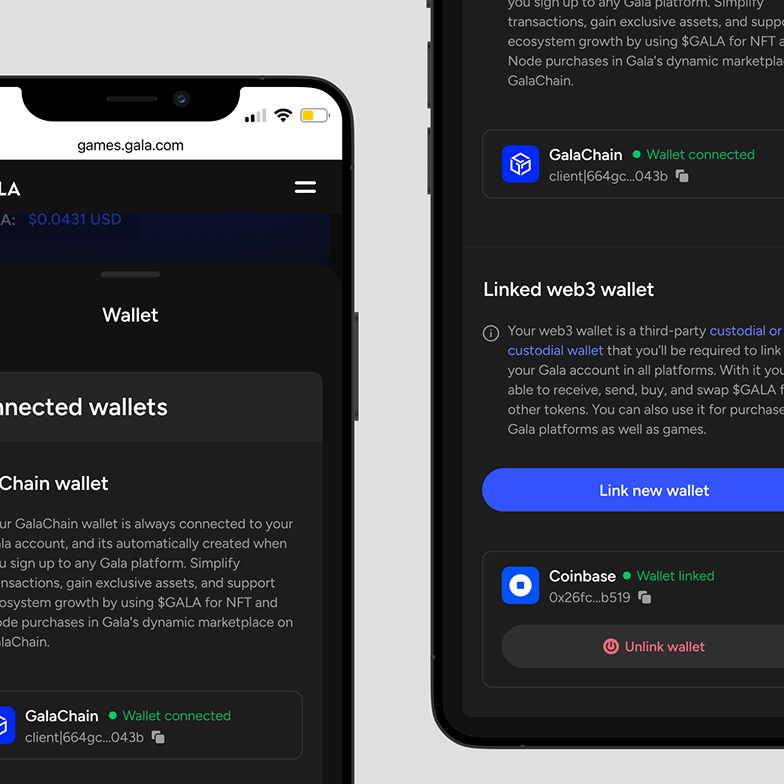 games.gala.com
LA
A: $0.0431 USD
Wallet
nnected wallets
Chain wallet
ur GalaChain wallet is always connected to your
la account, and its automatically created when
u sign up to any Gala platform. Simplify
nsactions, gain exclusive assets, and support
osystem growth by using $GALA for NFT and
ode purchases in Gala's dynamic marketplace on
laChain.
GalaChain Wallet connected
client|664gc...043b
you sign up to any Gala platform. Simplify
transactions, gain exclusive assets, and suppo
ecosystem growth by using $GALA for NFT a
Node purchases in Gala's dynamic marketpla
GalaChain.
GalaChain Wallet connected
client|664gc...043b
Linked web3 wallet
Your web3 wallet is a third-party custodial or
custodial wallet that you'll be required to link
your Gala account in all platforms. With it you
able to receive, send, buy, and swap $GALA f
other tokens. You can also use it for purchase
Gala platforms as well as games.
Link new wallet
Coinbase Wallet linked
0x26fc...b519
Unlink wallet